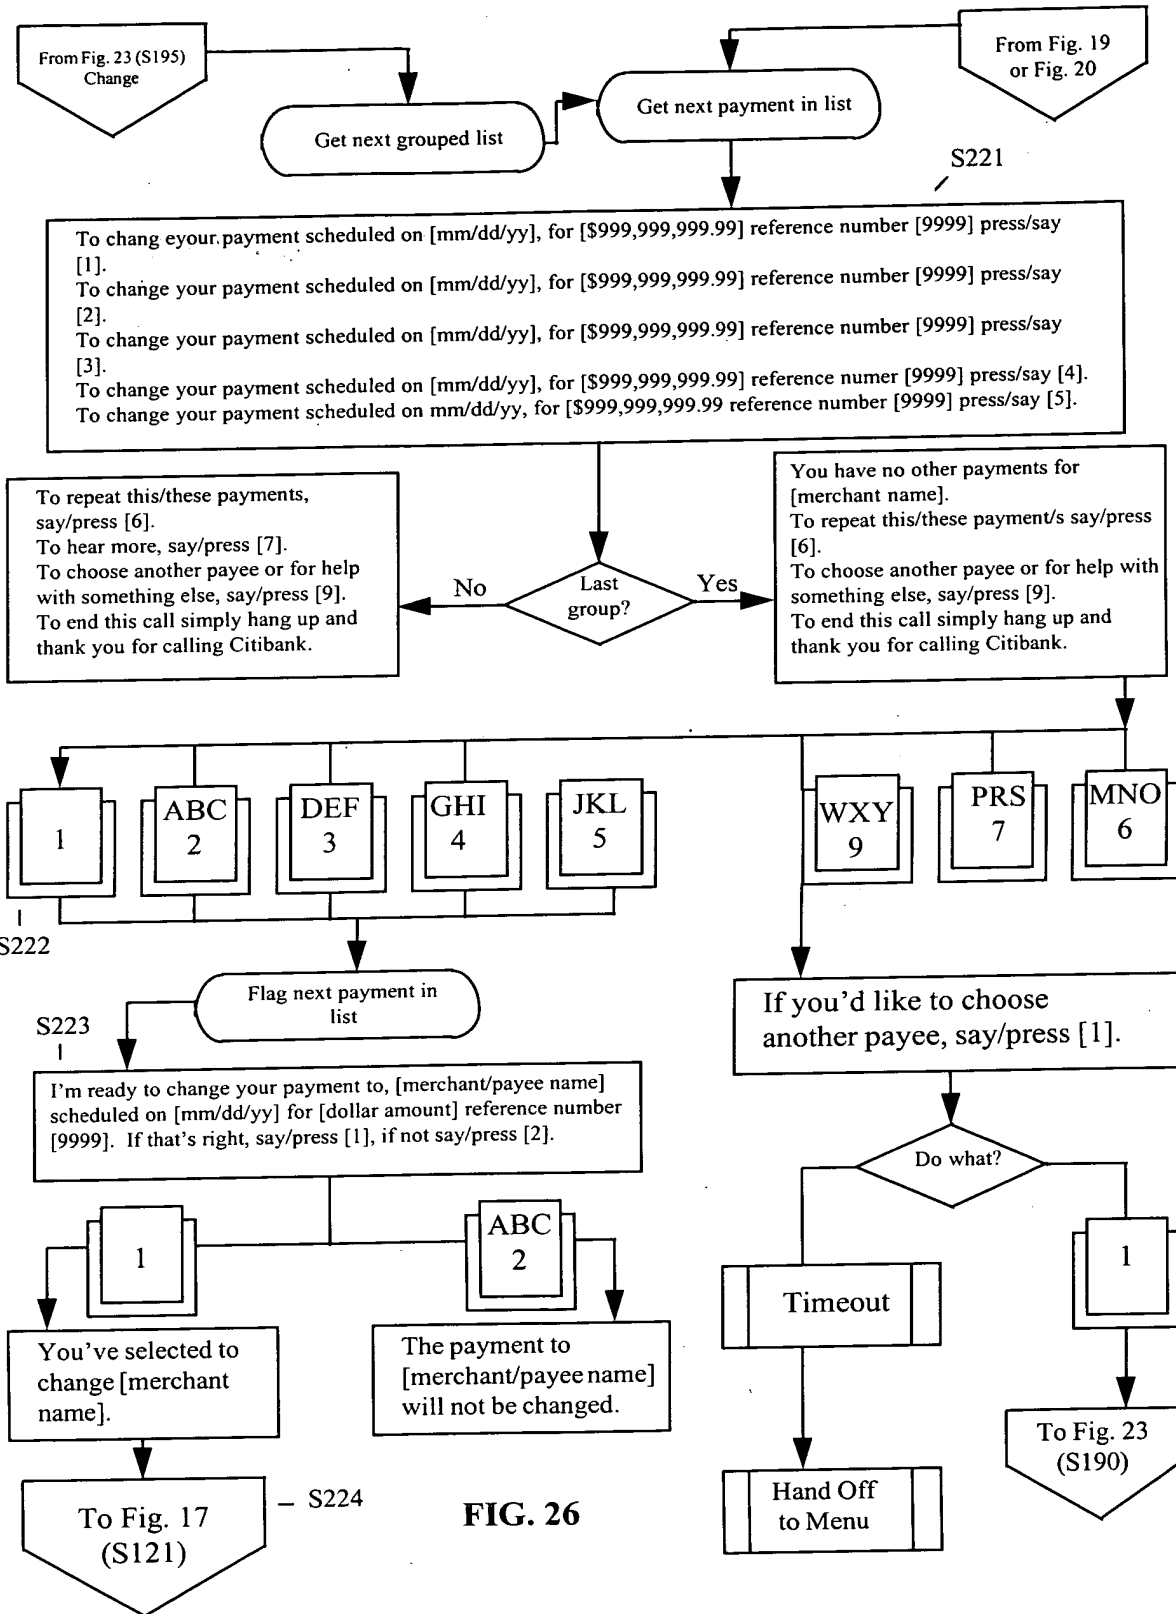 From Fig. 23 (S195)
Change
From Fig. 19
or Fig. 20
Get next grouped list
Get next payment in list
S221
To chang eyour payment scheduled on [mm/dd/yy], for [$999,999,999.99] reference number [9999] press/say
[1].
To change your payment scheduled on [mm/dd/yy], for [$999,999,999.99] reference number [9999] press/say
[2].
To change your payment scheduled on [mm/dd/yy], for [$999,999,999.99] reference number [9999] press/say
[3].
To change your payment scheduled on [mm/dd/yy], for [$999,999,999.99] reference numer [9999] press/say [4].
To change your payment scheduled on mm/dd/yy, for [$999,999,999.99 reference number [9999] press/say [5].
To repeat this/these payments,
say/press [6].
To hear more, say/press [7].
To choose another payee or for help
with something else, say/press [9].
To end this call simply hang up and
thank you for calling Citibank.
No
Last
group?
Yes
You have no other payments for
[merchant name].
To repeat this/these payment/s say/press
[6].
To choose another payee or for help with
something else, say/press [9].
To end this call simply hang up and
thank you for calling Citibank.
1
ABC
2
DEF
3
GHI
4
JKL
5
WXY
9
PRS
7
MNO
6
S222
Flag next payment in
list
S223
I'm ready to change your payment to, [merchant/payee name]
scheduled on [mm/dd/yy] for [dollar amount] reference number
[9999]. If that's right, say/press [1], if not say/press [2].
If you'd like to choose
another payee, say/press [1].
Do what?
1
ABC
2
Timeout
1
You've selected to
change [merchant
name].
The payment to
[merchant/payee name]
will not be changed.
To Fig. 23
(S190)
To Fig. 17
(S121)
S224
Hand Off
to Menu
FIG. 26